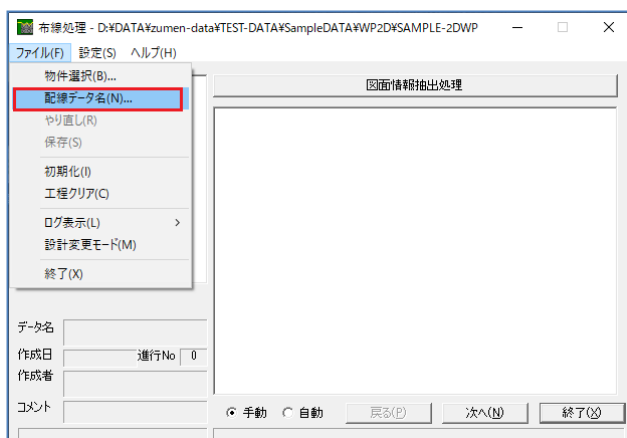 布線処理 - D:¥DATA¥zumen-data¥TEST-DATA¥SampleDATA¥WP2D¥SAMPLE-2DWP
ファイル(F) 設定(S) ヘルプ(H)
物件選択(B)...
配線データ名(N)...
やり直し(R)
保存(S)
初期化(I)
工程クリア(C)
ログ表示(L) >
設計変更モード(M)
終了(X)
図面情報抽出処理
データ名
作成日 進行No 0
作成者
コメント
手動 自動 戻る(P) 次へ(N) 終了(X)